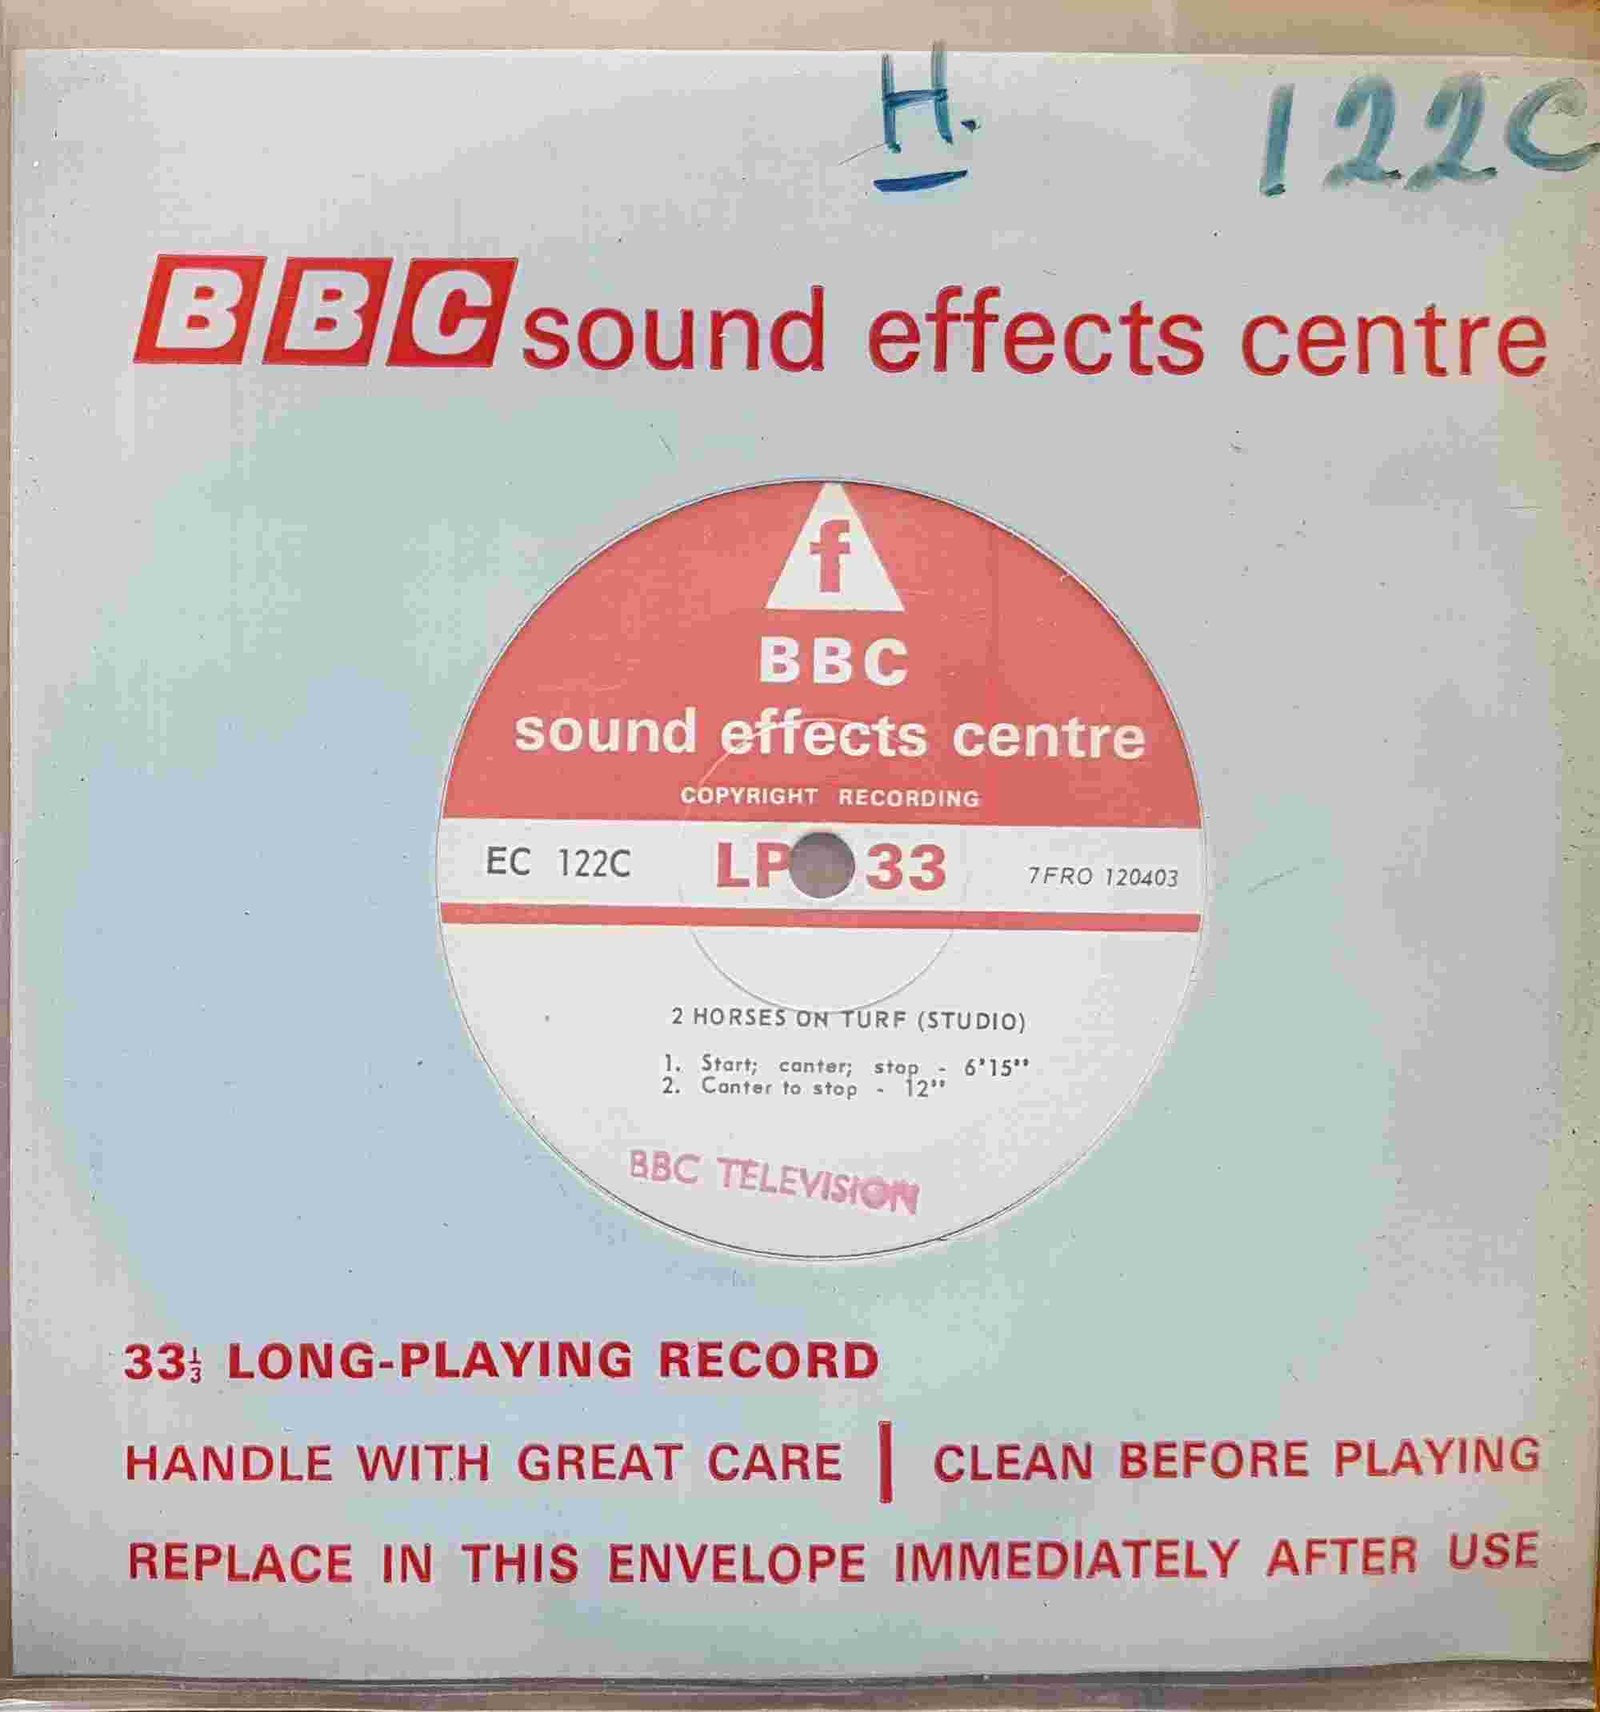 H. 122C
BBC sound effects centre
f
BBC
sound effects centre
COPYRIGHT RECORDING
EC 122C LP 33 7FRO 120403
2 HORSES ON TURF (STUDIO)
1. Start; canter; stop - 6'15"
2. Canter to stop - 12"
BBC TELEVISION
33⅓ LONG-PLAYING RECORD
HANDLE WITH GREAT CARE | CLEAN BEFORE PLAYING
REPLACE IN THIS ENVELOPE IMMEDIATELY AFTER USE